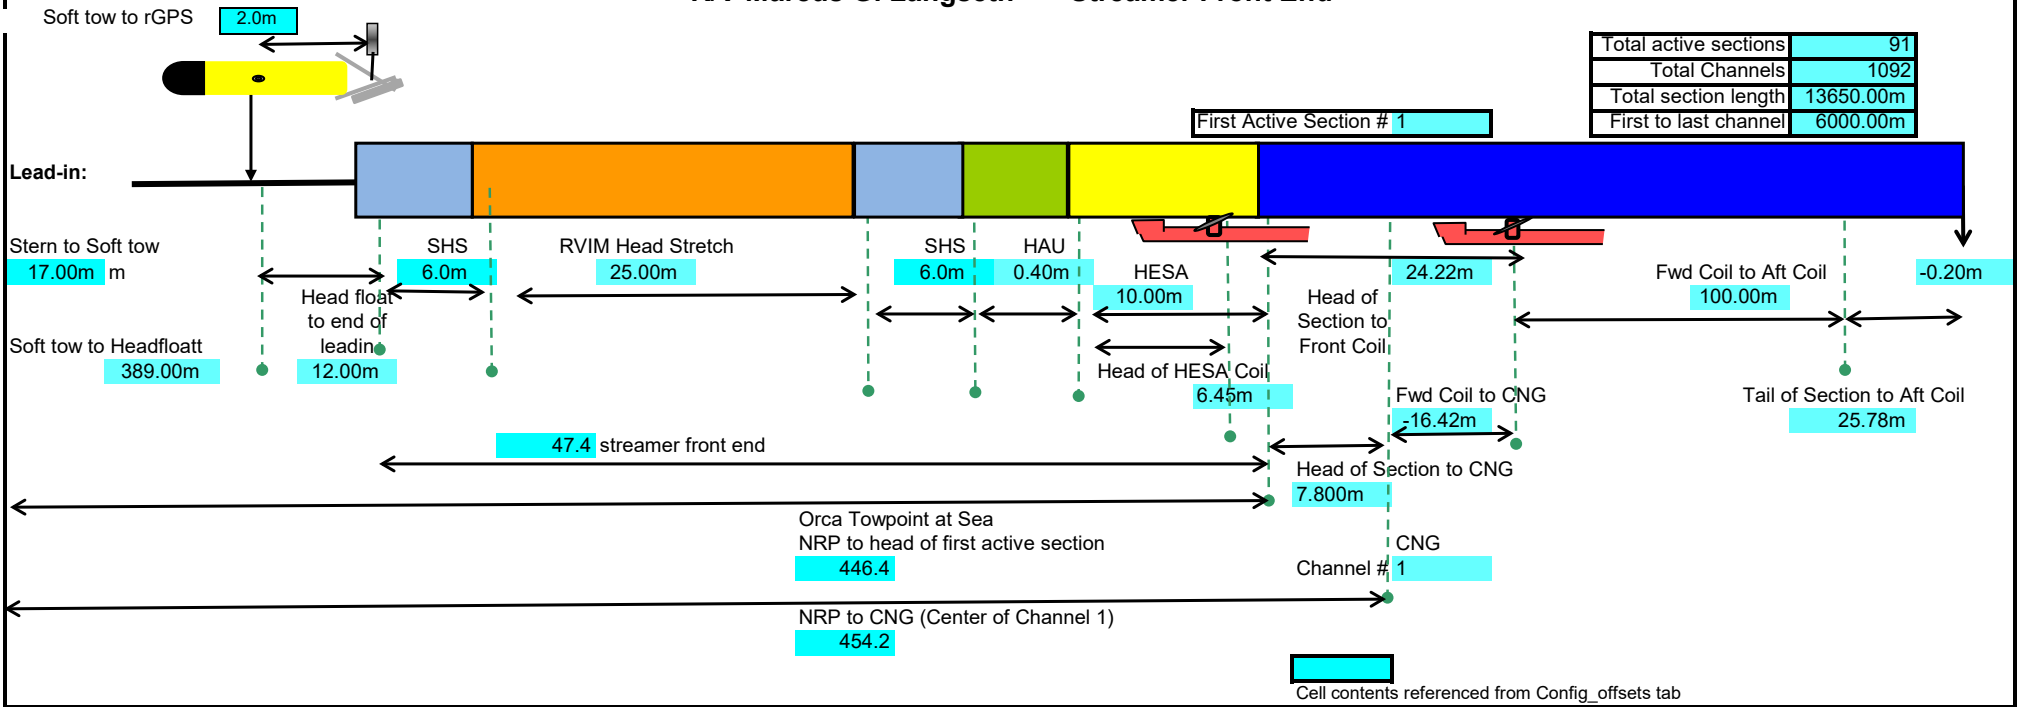 Soft tow to rGPS 2.0m
Total active sections 91
Total Channels 1092
Total section length 13650.00m
First to last channel 6000.00m
First Active Section # 1
Lead-in:
Stern to Soft tow
17.00m m
SHS
6.0m
RVIM Head Stretch
25.00m
SHS
6.0m
HAU
0.40m
HESA
10.00m
24.22m
Fwd Coil to Aft Coil
100.00m
-0.20m
Head float
to end of
leadin
12.00m
Head of
Section to
Front Coil
Soft tow to Headfloatt
389.00m
Head of HESA Coil
6.45m
Fwd Coil to CNG
-16.42m
Tail of Section to Aft Coil
25.78m
47.4 streamer front end
Head of Section to CNG
7.800m
Orca Towpoint at Sea
NRP to head of first active section
446.4
CNG
Channel # 1
NRP to CNG (Center of Channel 1)
454.2
Cell contents referenced from Config_offsets tab